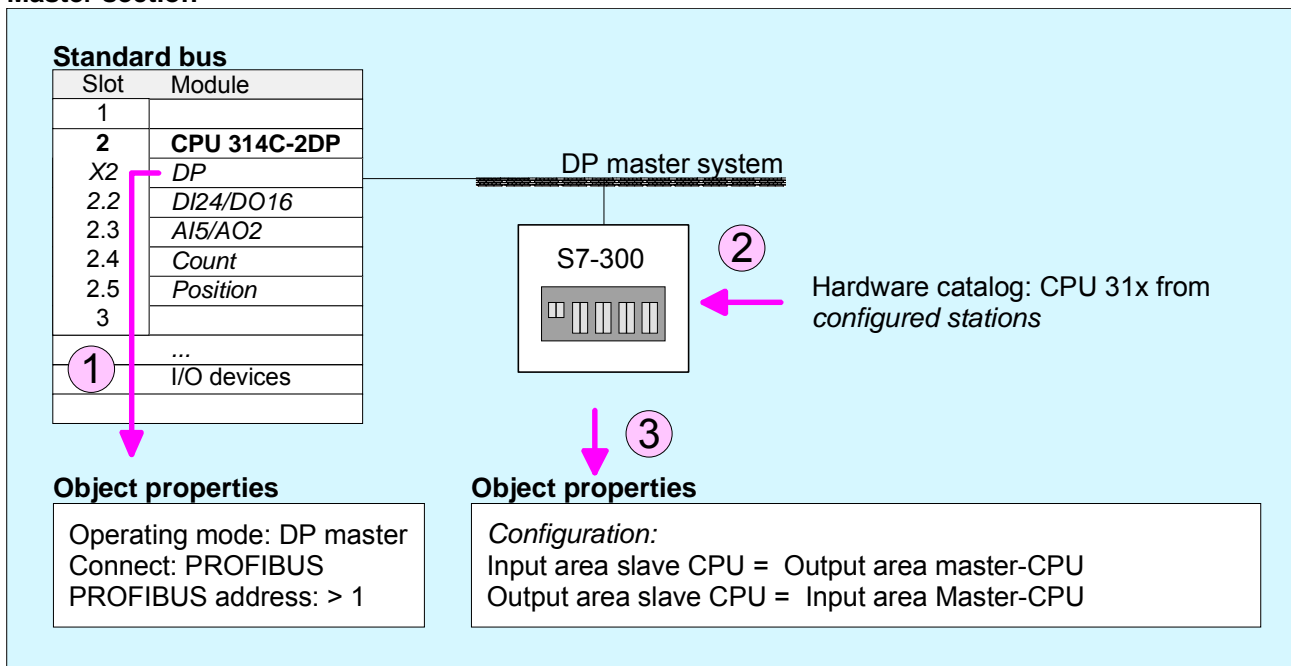 Master section
Standard bus
Slot Module
1
2 CPU 314C-2DP
X2 DP
2.2 DI24/DO16
2.3 AI5/AO2
2.4 Count
2.5 Position
3
...
I/O devices
DP master system
S7-300
2
Hardware catalog: CPU 31x from
configured stations
1
3
Object properties
Operating mode: DP master
Connect: PROFIBUS
PROFIBUS address: > 1
Object properties
Configuration:
Input area slave CPU = Output area master-CPU
Output area slave CPU = Input area Master-CPU